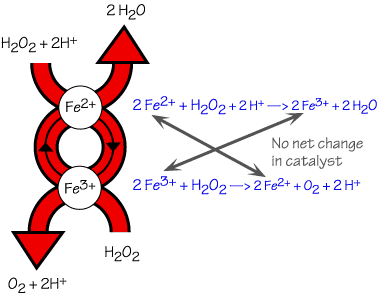 2 H₂O
H₂O₂ + 2H⁺
Fe²⁺
2 Fe²⁺ + H₂O₂ + 2 H⁺ —> 2 Fe³⁺ + 2 H₂O
No net change
in catalyst
Fe³⁺
2 Fe³⁺ + H₂O₂ —> 2 Fe²⁺ + O₂ + 2 H⁺
O₂ + 2H⁺
H₂O₂